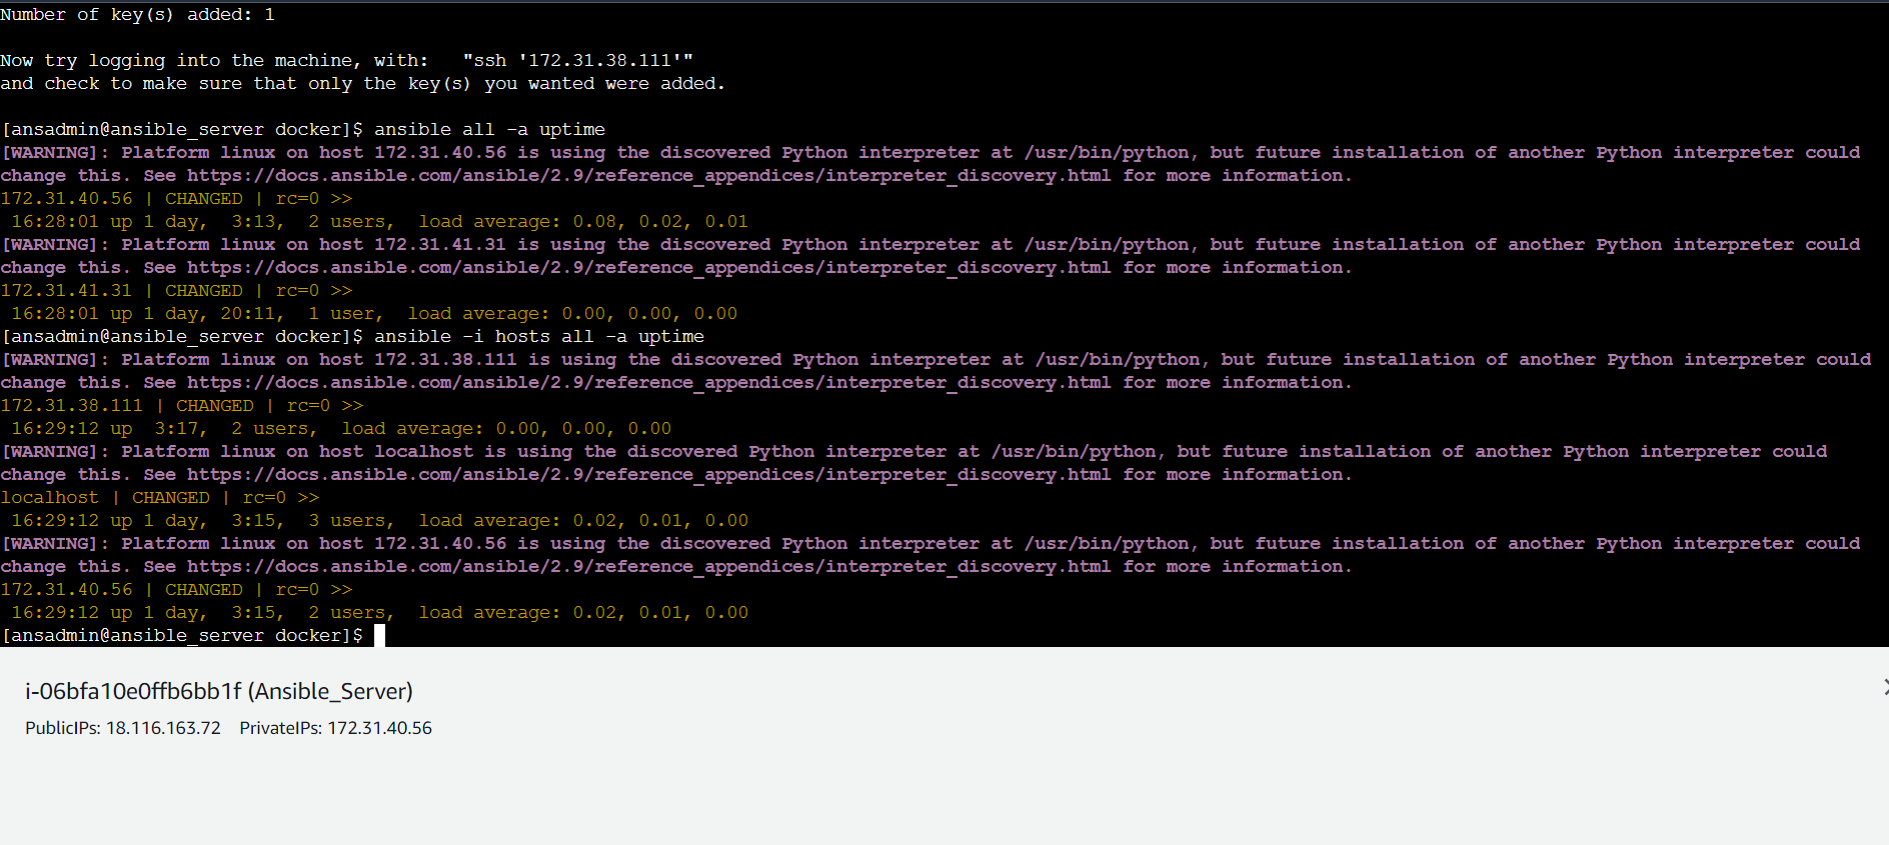 Number of key(s) added: 1
Now try logging into the machine, with:   "ssh '172.31.38.111'"
and check to make sure that only the key(s) you wanted were added.
[ansadmin@ansible_server docker]$ ansible all -a uptime
[WARNING]: Platform linux on host 172.31.40.56 is using the discovered Python interpreter at /usr/bin/python, but future installation of another Python interpreter could
change this. See https://docs.ansible.com/ansible/2.9/reference_appendices/interpreter_discovery.html for more information.
172.31.40.56 | CHANGED | rc=0 >>
 16:28:01 up 1 day,  3:13,  2 users,  load average: 0.08, 0.02, 0.01
[WARNING]: Platform linux on host 172.31.41.31 is using the discovered Python interpreter at /usr/bin/python, but future installation of another Python interpreter could
change this. See https://docs.ansible.com/ansible/2.9/reference_appendices/interpreter_discovery.html for more information.
172.31.41.31 | CHANGED | rc=0 >>
 16:28:01 up 1 day, 20:11,  1 user,  load average: 0.00, 0.00, 0.00
[ansadmin@ansible_server docker]$ ansible -i hosts all -a uptime
[WARNING]: Platform linux on host 172.31.38.111 is using the discovered Python interpreter at /usr/bin/python, but future installation of another Python interpreter could
change this. See https://docs.ansible.com/ansible/2.9/reference_appendices/interpreter_discovery.html for more information.
172.31.38.111 | CHANGED | rc=0 >>
 16:29:12 up  3:17,  2 users,  load average: 0.00, 0.00, 0.00
[WARNING]: Platform linux on host localhost is using the discovered Python interpreter at /usr/bin/python, but future installation of another Python interpreter could
change this. See https://docs.ansible.com/ansible/2.9/reference_appendices/interpreter_discovery.html for more information.
localhost | CHANGED | rc=0 >>
 16:29:12 up 1 day,  3:15,  3 users,  load average: 0.02, 0.01, 0.00
[WARNING]: Platform linux on host 172.31.40.56 is using the discovered Python interpreter at /usr/bin/python, but future installation of another Python interpreter could
change this. See https://docs.ansible.com/ansible/2.9/reference_appendices/interpreter_discovery.html for more information.
172.31.40.56 | CHANGED | rc=0 >>
 16:29:12 up 1 day,  3:15,  2 users,  load average: 0.02, 0.01, 0.00
[ansadmin@ansible_server docker]$
i-06bfa10e0ffb6bb1f (Ansible_Server)
PublicIPs: 18.116.163.72    PrivateIPs: 172.31.40.56